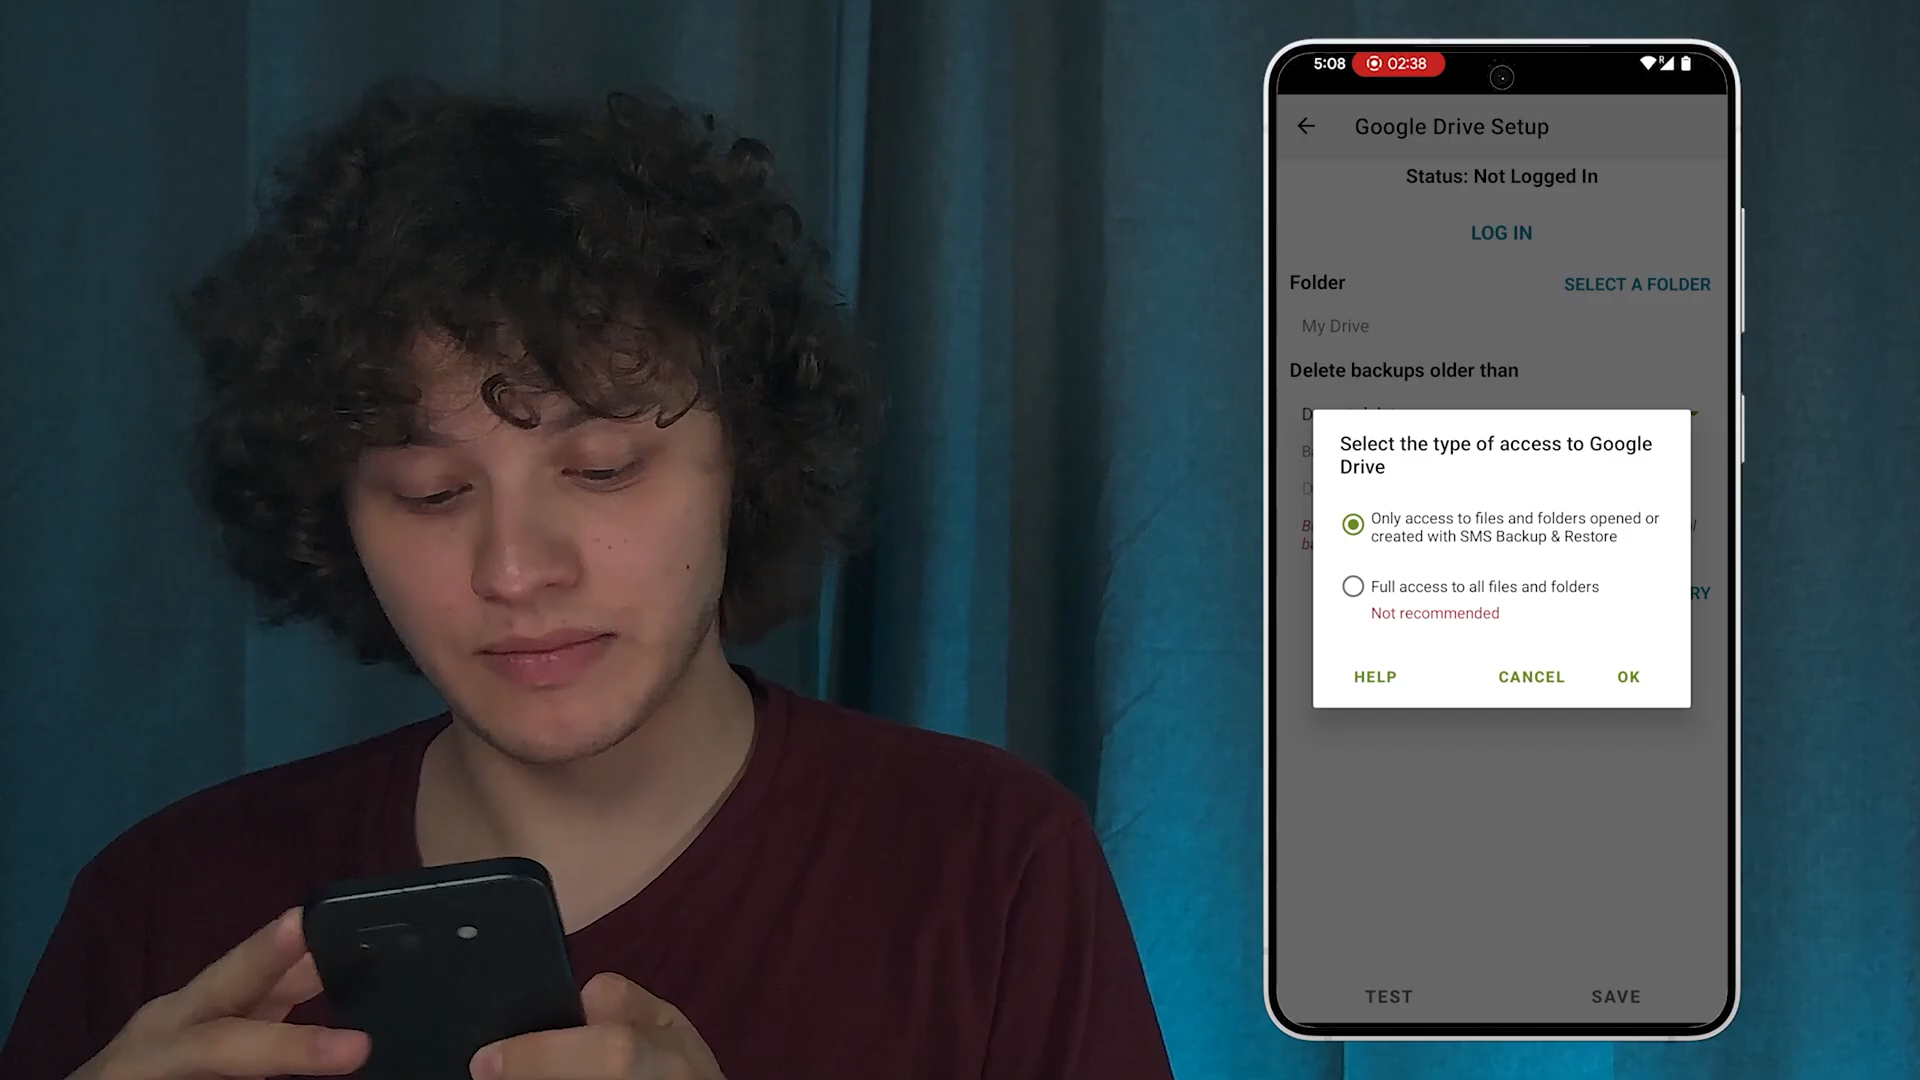 5:08
02:38
R
Google Drive Setup
Status: Not Logged In
LOG IN
Folder
SELECT A FOLDER
My Drive
Delete backups older than
Select the type of access to Google
Drive
Only access to files and folders opened or
created with SMS Backup & Restore
Full access to all files and folders
Not recommended
HELP
CANCEL
OK
TEST
SAVE